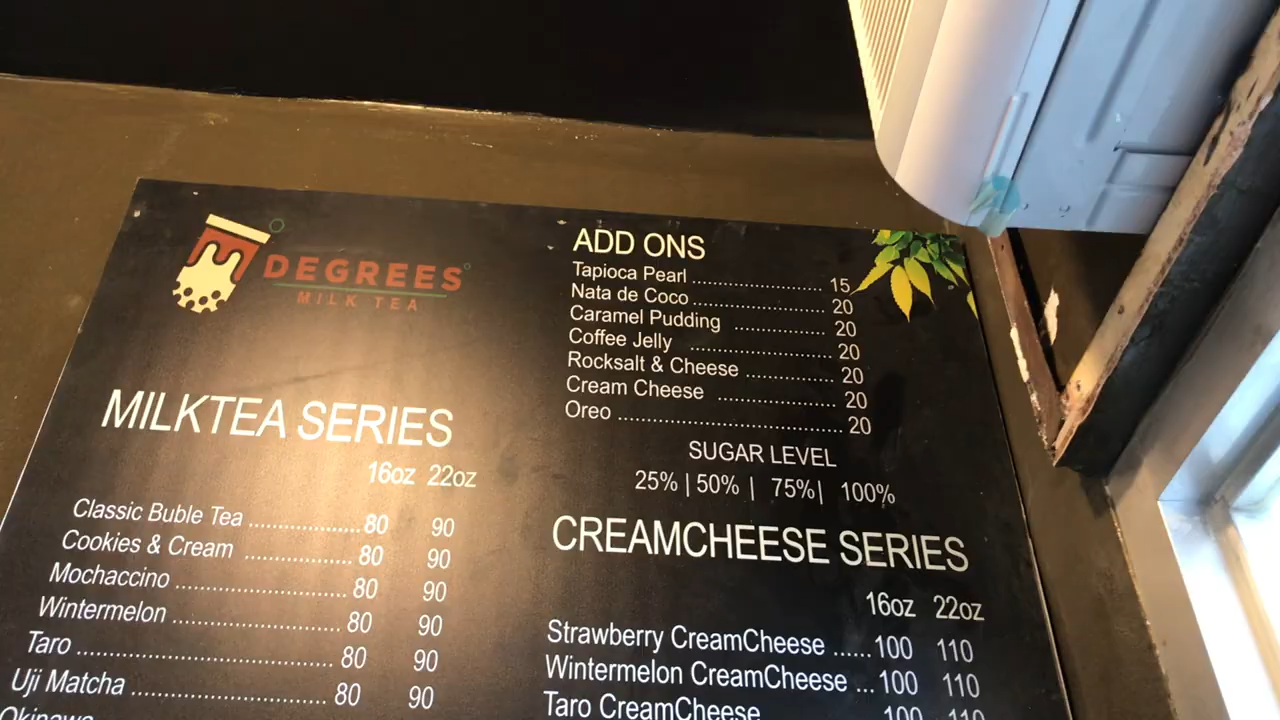 DEGREES
MILK TEA
MILKTEA SERIES
16oz 22oz
Classic Buble Tea ................... 80 90
Cookies & Cream ................... 80 90
Mochaccino ............................. 80 90
Wintermelon ............................. 80 90
Taro ........................................... 80 90
Uji Matcha ................................. 80 90
Okinawa
ADD ONS
Tapioca Pearl ........................... 15
Nata de Coco ........................... 20
Caramel Pudding .................... 20
Coffee Jelly ........................... 20
Rocksalt & Cheese ................ 20
Cream Cheese .................... 20
Oreo ........................................... 20
SUGAR LEVEL
25% | 50% | 75% | 100%
CREAMCHEESE SERIES
16oz 22oz
Strawberry CreamCheese ...... 100 110
Wintermelon CreamCheese ... 100 110
Taro CreamCheese 100 110